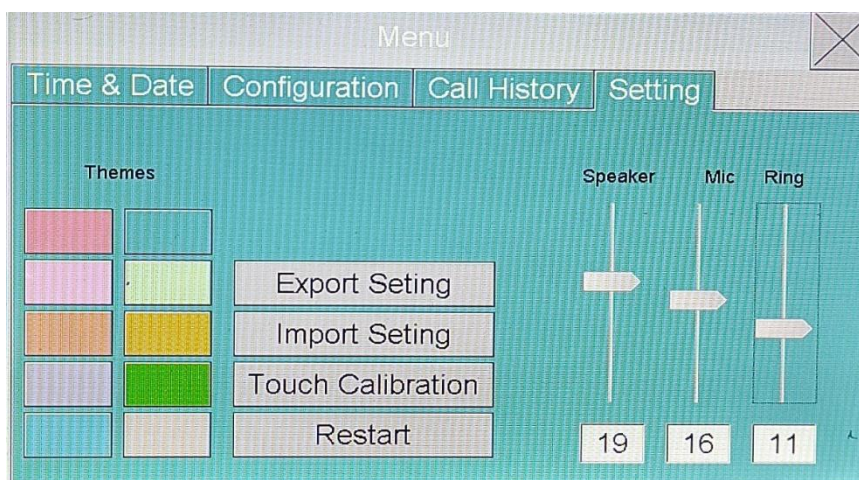 Menu
Time & Date Configuration Call History Setting
Themes Speaker Mic Ring
Export Seting
Import Seting
Touch Calibration
Restart
19 16 11